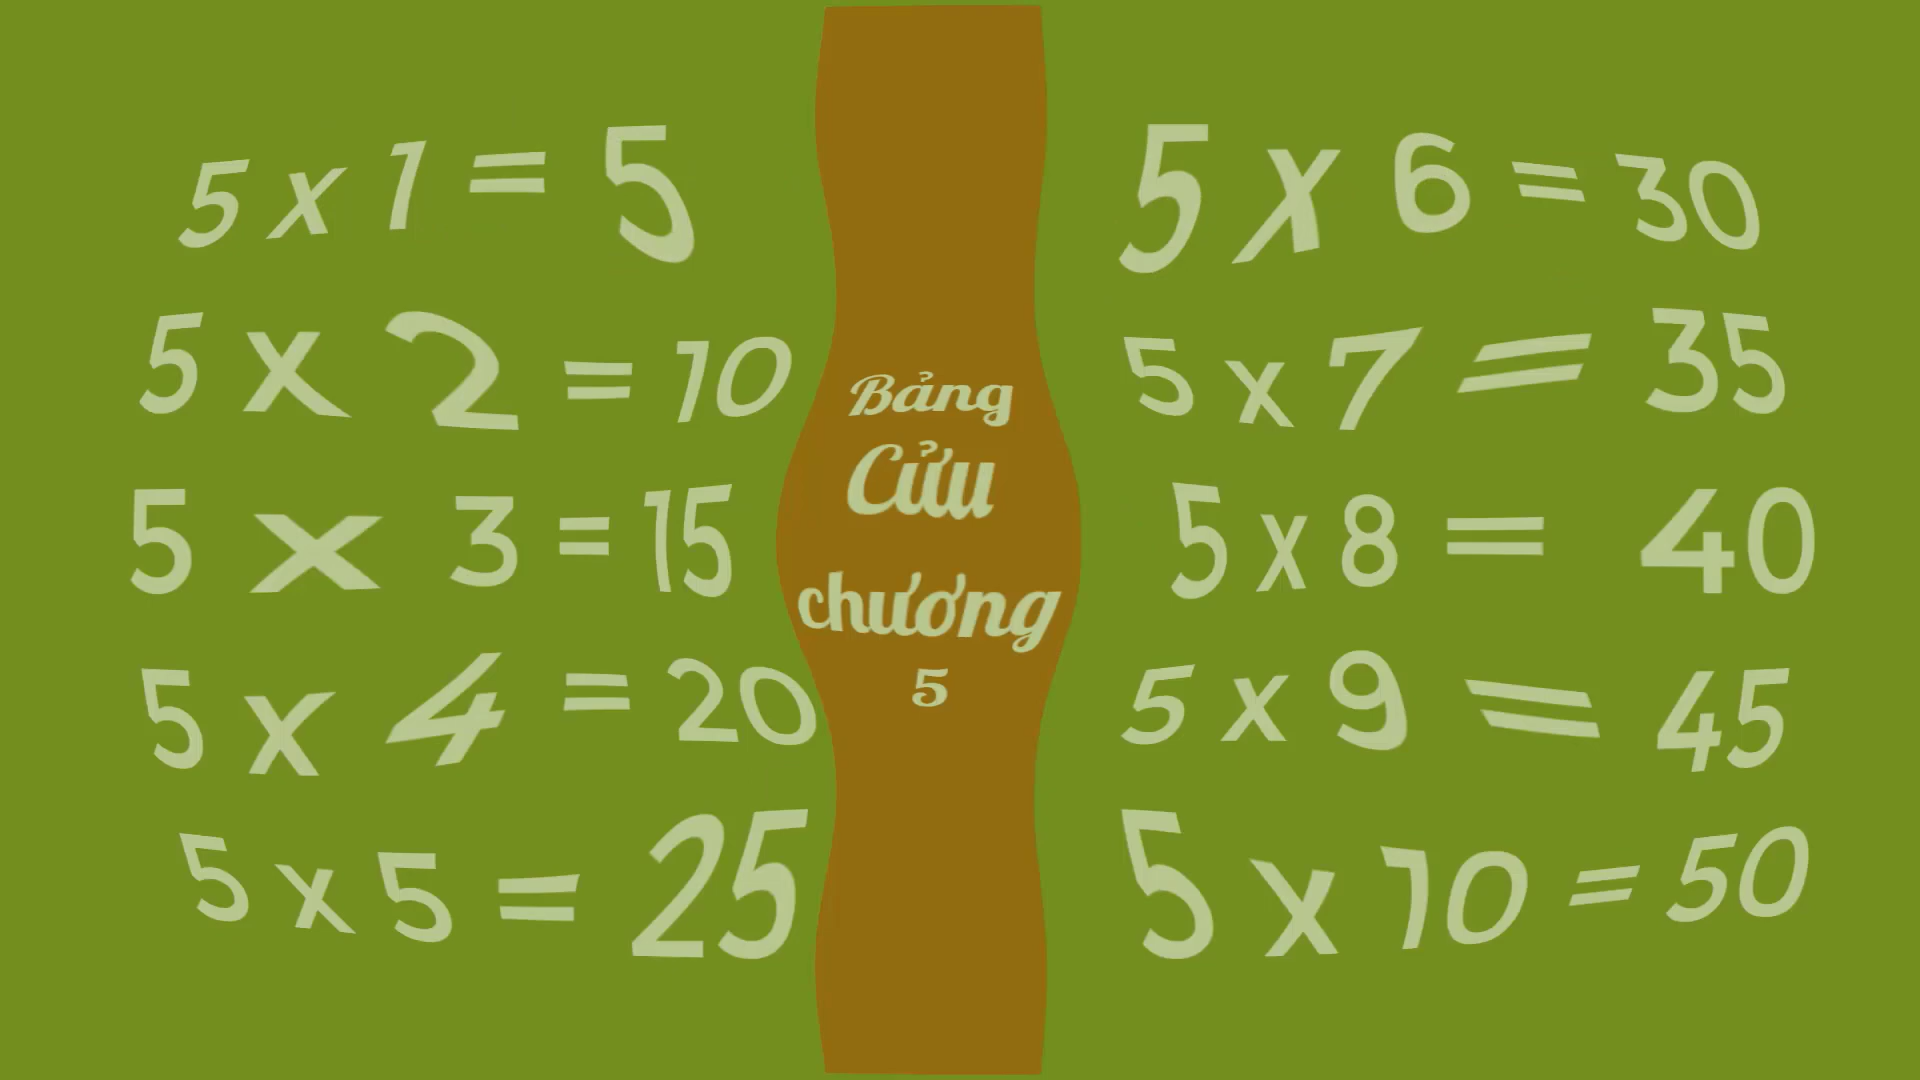 5 x 1 = 5
5 x 2 = 10
5 x 3 = 15
5 x 4 = 20
5 x 5 = 25
Bảng
Cửu
chương
5
5 x 6 = 30
5 x 7 = 35
5 x 8 = 40
5 x 9 = 45
5 x 10 = 50